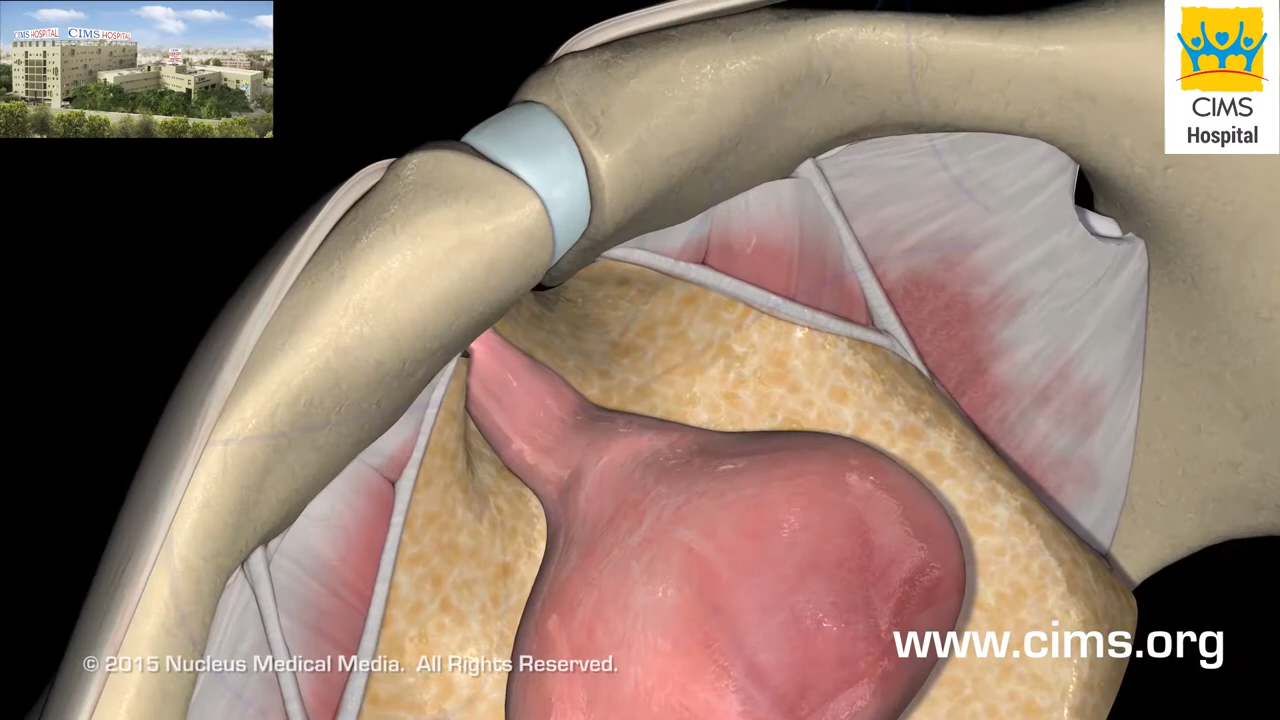 CIMS HOSPITAL CIMS HOSPITAL
CIMS
Hospital
www.cims.org
© 2015 Nucleus Medical Media. All Rights Reserved.